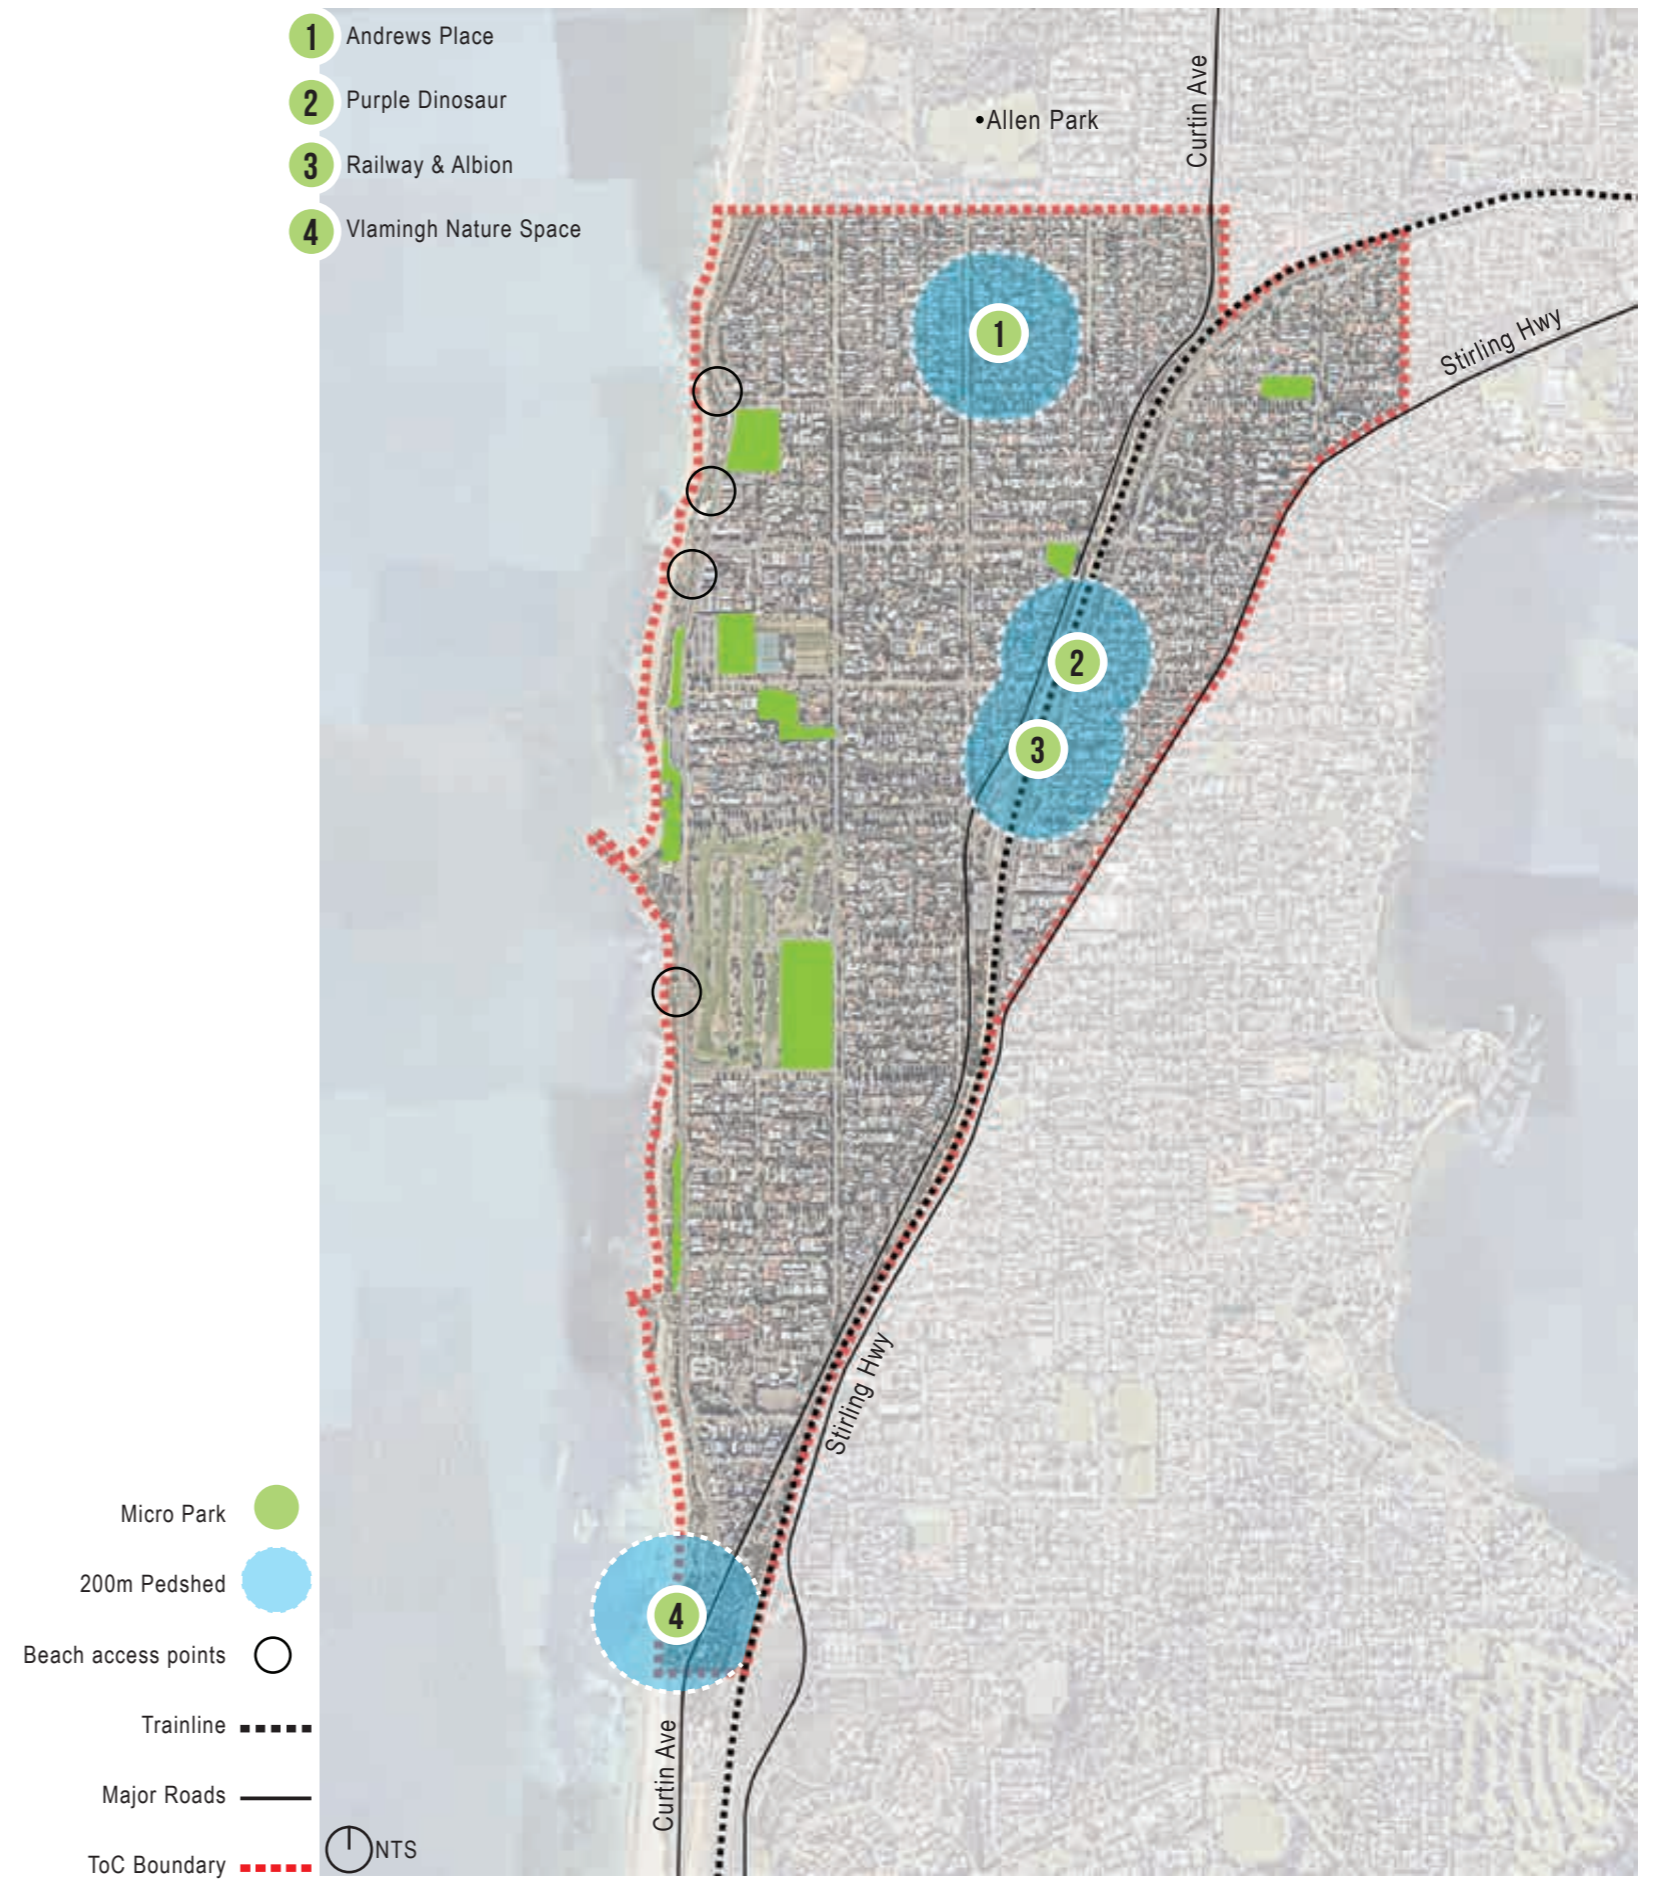 1 Andrews Place
2 Purple Dinosaur
3 Railway & Albion
4 Vlamingh Nature Space
•Allen Park
Curtin Ave
Stirling Hwy
1
2
3
Stirling Hwy
4
Curtin Ave
Micro Park
200m Pedshed
Beach access points
Trainline
Major Roads
ToC Boundary
NTS